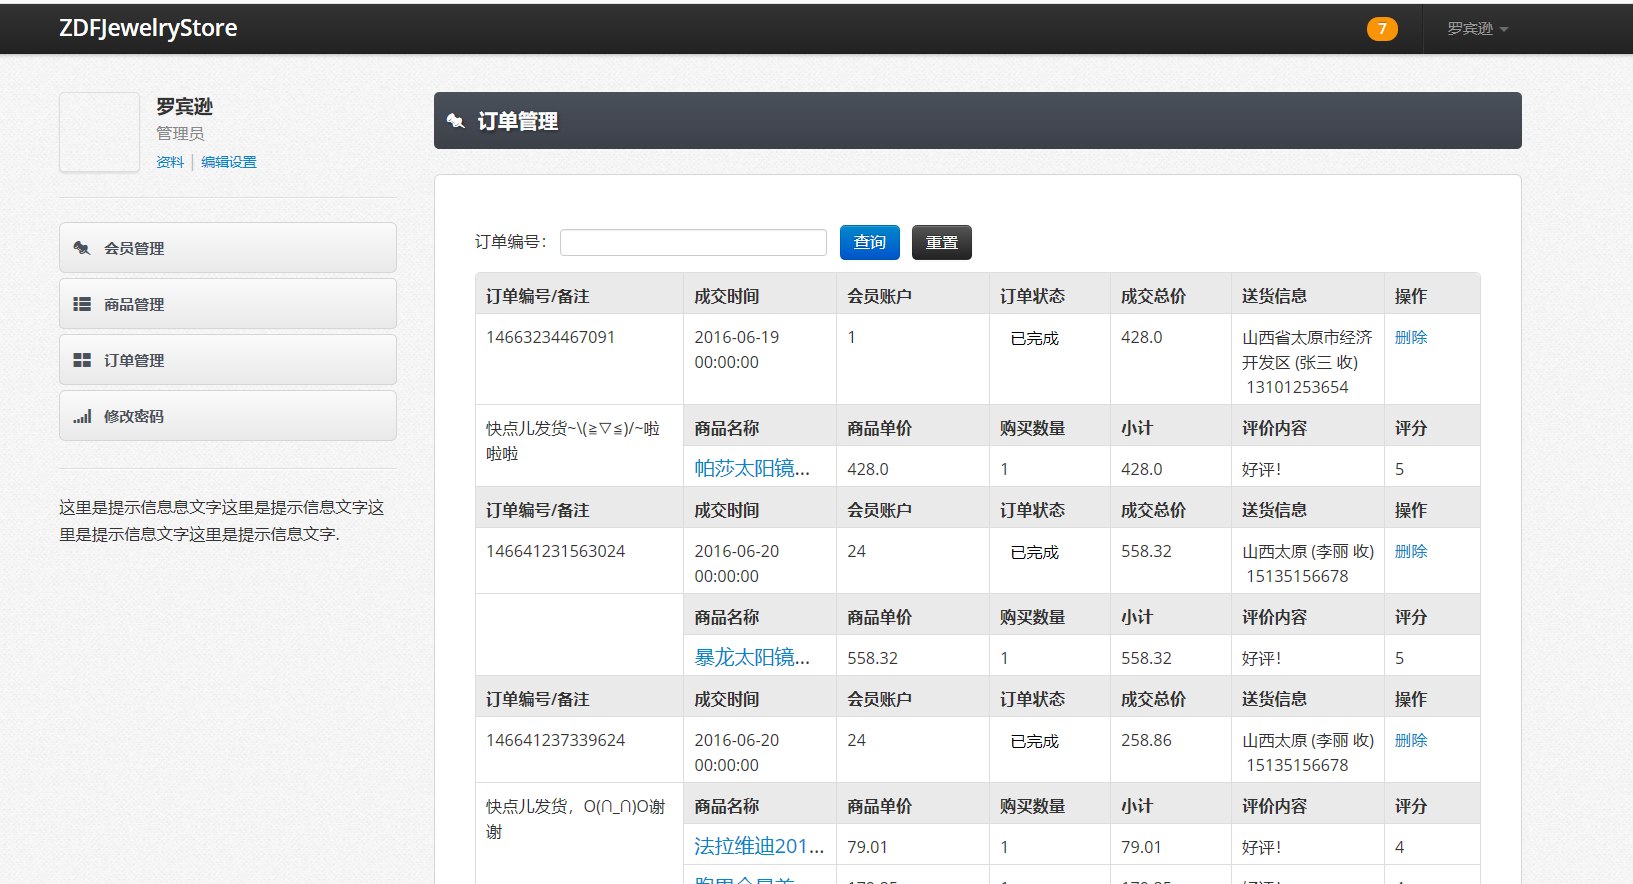 ZDFJewelryStore
7
罗宾逊
罗宾逊
管理员
资料 | 编辑设置
会员管理
商品管理
订单管理
修改密码
这里是提示信息息文字这里是提示信息文字这
里是提示信息文字这里是提示信息文字.
订单管理
订单编号： 查询 重置
订单编号/备注 成交时间 会员账户 订单状态 成交总价 送货信息 操作
14663234467091 2016-06-19 1 已完成 428.0 山西省太原市经济 删除
00:00:00 开发区 (张三 收)
13101253654
快点儿发货~\(≧▽≦)/~啦 商品名称 商品单价 购买数量 小计 评价内容 评分
啦啦
帕莎太阳镜... 428.0 1 428.0 好评! 5
订单编号/备注 成交时间 会员账户 订单状态 成交总价 送货信息 操作
146641231563024 2016-06-20 24 已完成 558.32 山西太原 (李丽 收) 删除
00:00:00 15135156678
商品名称 商品单价 购买数量 小计 评价内容 评分
暴龙太阳镜... 558.32 1 558.32 好评! 5
订单编号/备注 成交时间 会员账户 订单状态 成交总价 送货信息 操作
146641237339624 2016-06-20 24 已完成 258.86 山西太原 (李丽 收) 删除
00:00:00 15135156678
快点儿发货，O(∩_∩)O谢 商品名称 商品单价 购买数量 小计 评价内容 评分
谢
法拉维迪201... 79.01 1 79.01 好评! 4